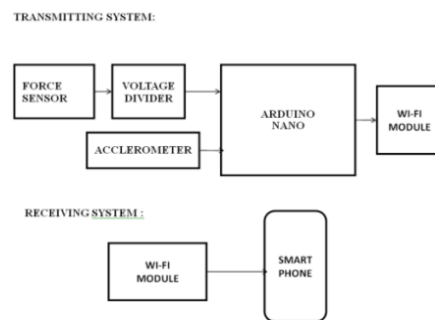 TRANSMITTING SYSTEM:
FORCE
SENSOR
VOLTAGE
DIVIDER
ARDUINO
NANO
WI-FI
MODULE
ACCLEROMETER
RECEIVING SYSTEM :
WI-FI
MODULE
SMART
PHONE